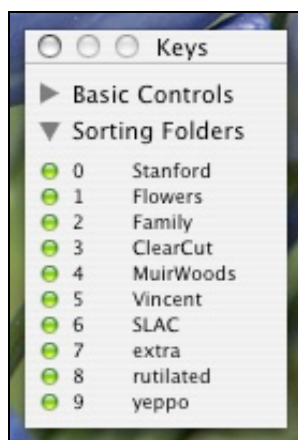 Keys
Basic Controls
Sorting Folders
0 Stanford
1 Flowers
2 Family
3 ClearCut
4 MuirWoods
5 Vincent
6 SLAC
7 extra
8 rutilated
9 yeppo